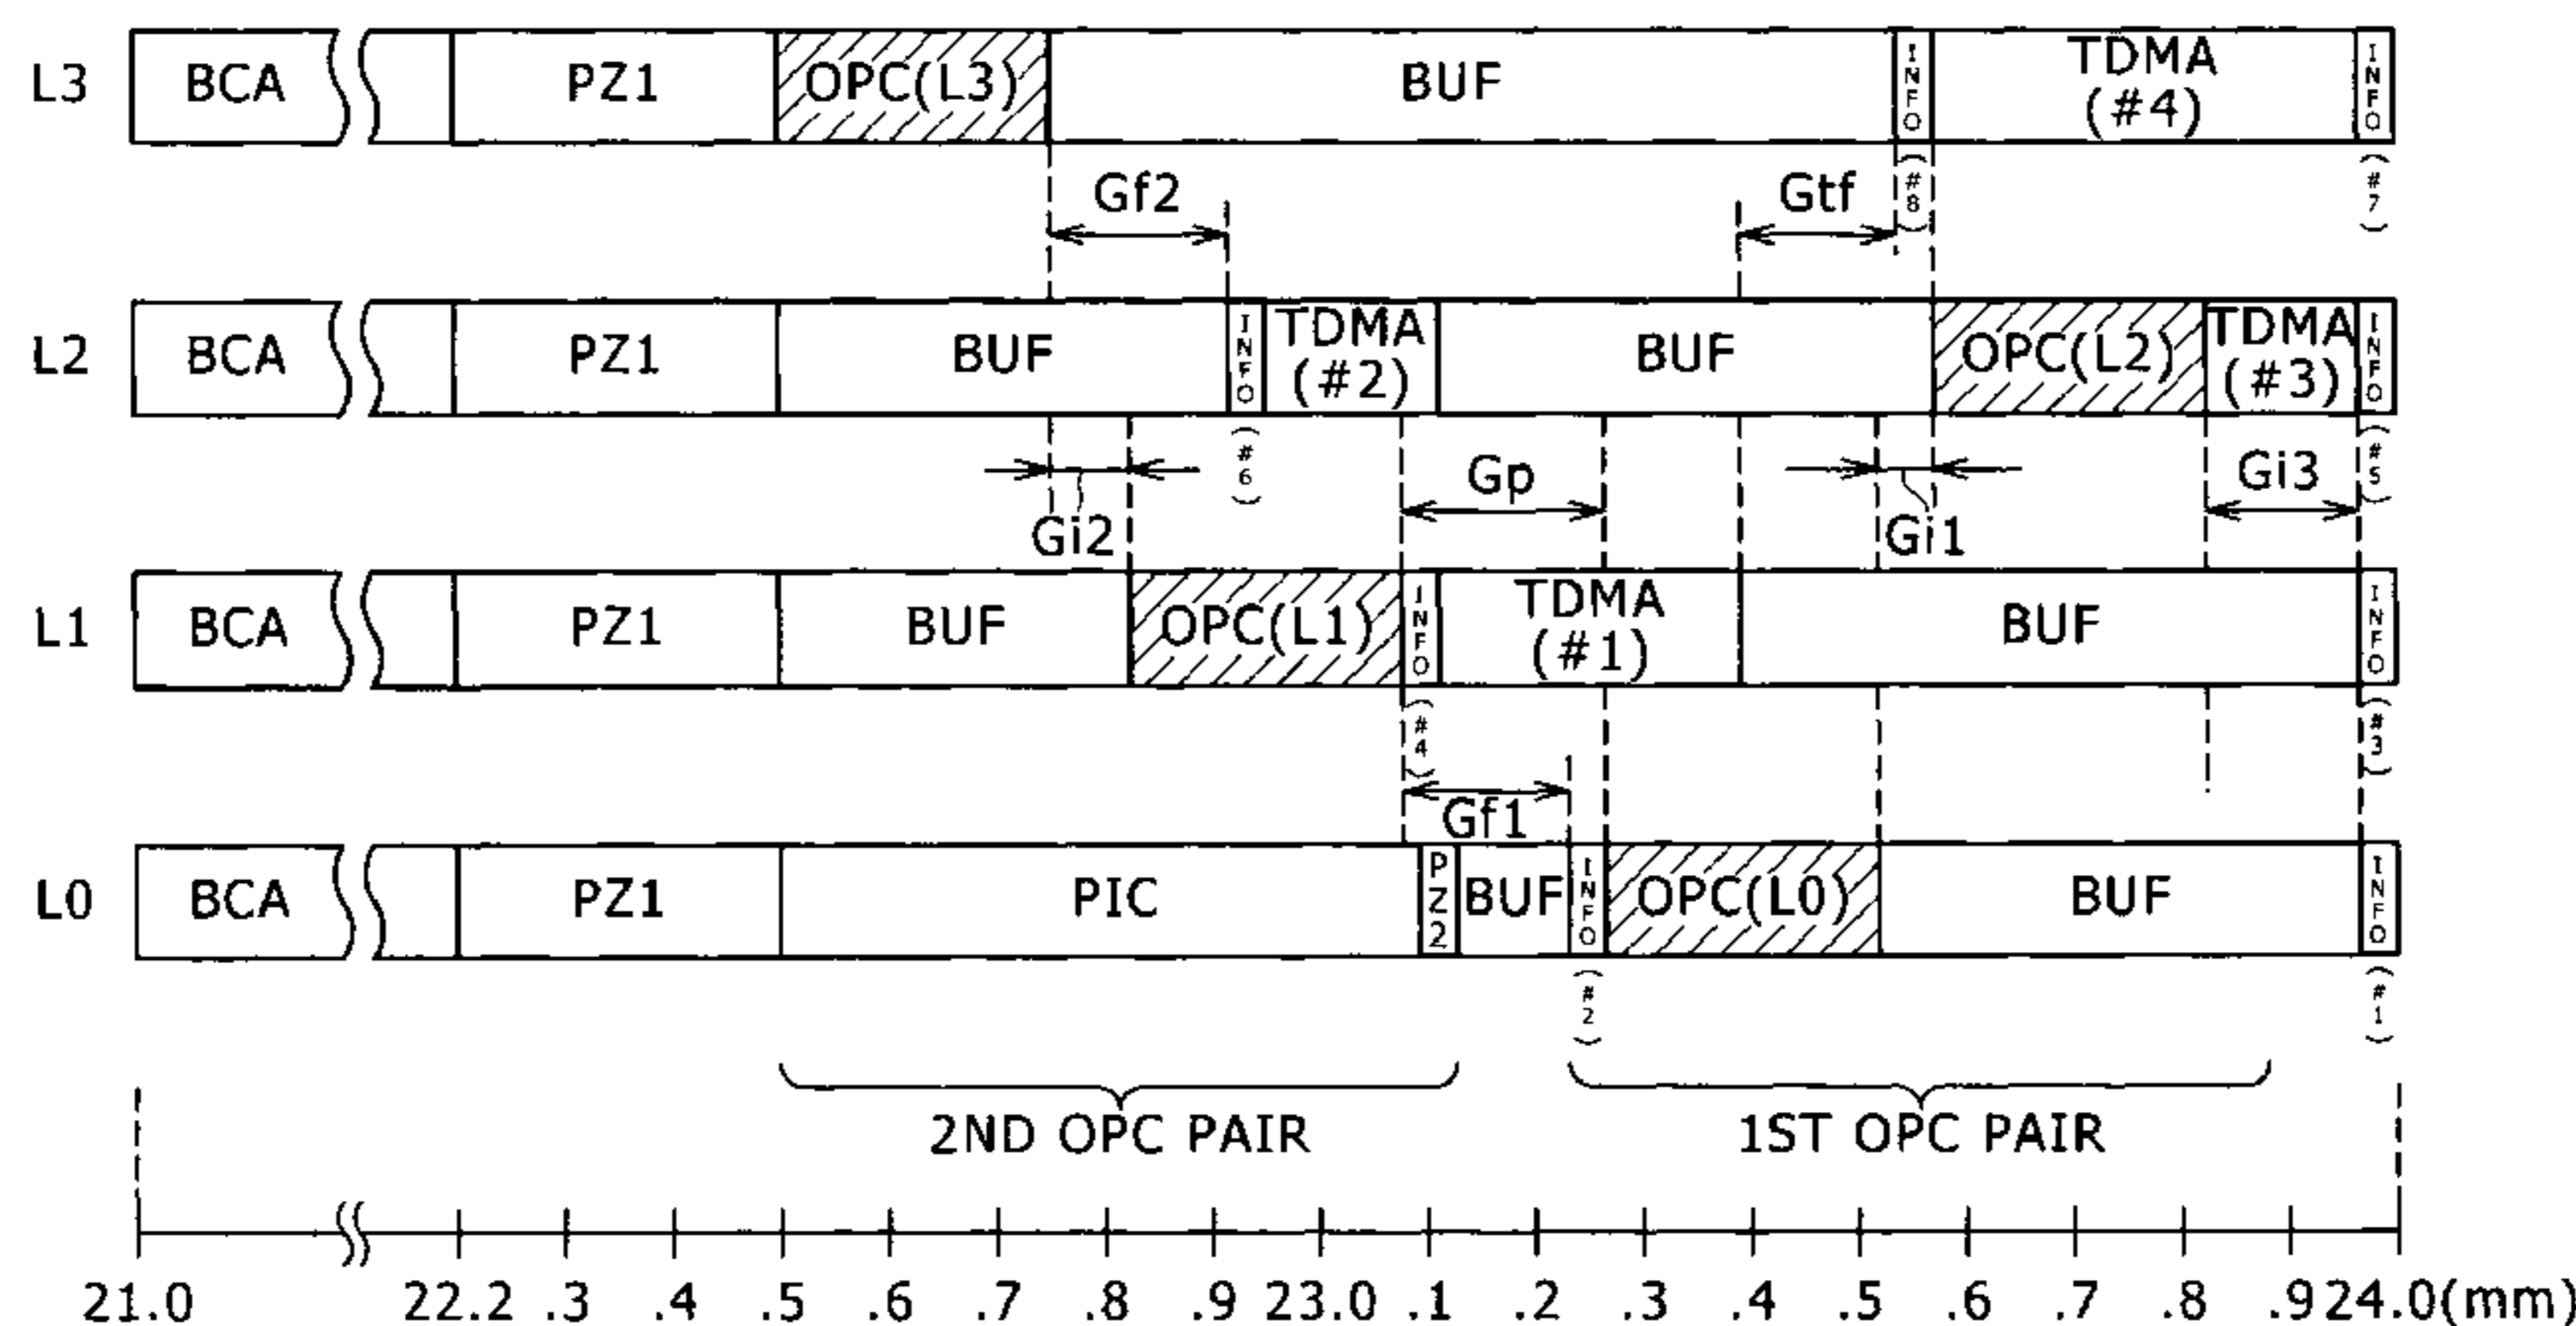 L3 BCA PZ1 OPC(L3) BUF INFO TDMA (#4) INFO
Gf2 Gtf (#8) (#7)
L2 BCA PZ1 BUF INFO TDMA (#2) BUF OPC(L2) TDMA (#3) INFO
Gi2 (#6) Gp Gi1 Gi3 (#5)
L1 BCA PZ1 BUF OPC(L1) INFO TDMA (#1) BUF INFO
(#4) Gf1 (#3)
L0 BCA PZ1 PIC PZ2 BUF INFO OPC(L0) BUF INFO
(#2) (#1)
2ND OPC PAIR 1ST OPC PAIR
21.0 22.2 .3 .4 .5 .6 .7 .8 .9 23.0 .1 .2 .3 .4 .5 .6 .7 .8 .9 24.0(mm)